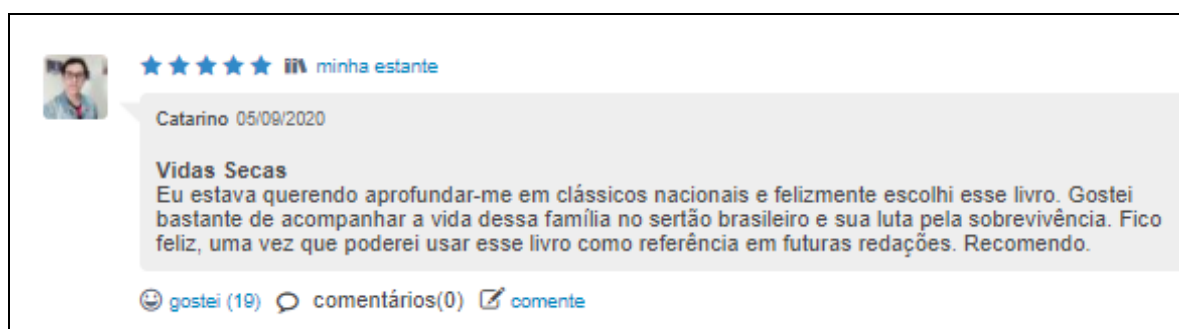 minha estante
Catarino 05/09/2020
Vidas Secas
Eu estava querendo aprofundar-me em clássicos nacionais e felizmente escolhi esse livro. Gostei
bastante de acompanhar a vida dessa família no sertão brasileiro e sua luta pela sobrevivência. Fico
feliz, uma vez que poderei usar esse livro como referência em futuras redações. Recomendo.
gostei (19) comentários(0) comente